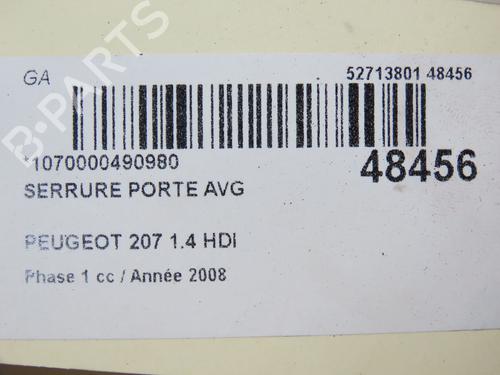 GA
52713801 48456
*1070000490980
48456
SERRURE PORTE AVG
PEUGEOT 207 1.4 HDI
Phase 1 cc / Année 2008
B-PARTS